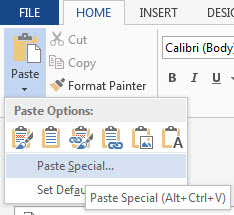 FILE HOME INSERT DESIGN
Paste
Cut
Copy
Format Painter
Calibri (Body)
B I U
Paste Options:
A
Paste Special...
Set Defau
Paste Special (Alt+Ctrl+V)